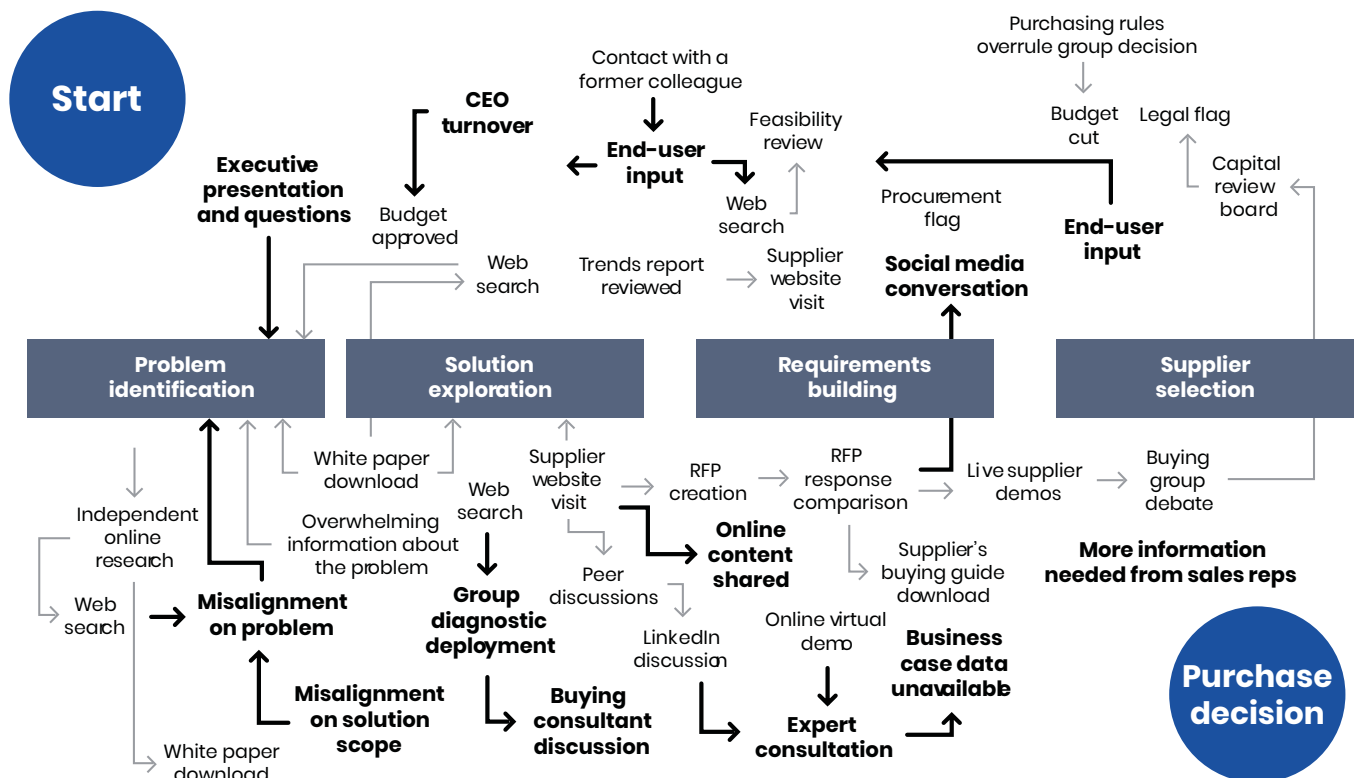 Start
Purchasing rules
overrule group decision
Contact with a
former colleague
CEO
turnover
Feasibility
review
Budget
cut
Legal flag
End-user
input
Executive
presentation
and questions
Capital
review
board
Web
search
Procurement
flag
Budget
approved
End-user
input
Web
search
Trends report
reviewed
Supplier
website
visit
Social media
conversation
Problem
identification
Solution
exploration
Requirements
building
Supplier
selection
White paper
download
Supplier
website
visit
RFP
creation
RFP
response
comparison
Live supplier
demos
Buying
group
debate
Web
search
Independent
online
research
Overwhelming
information about
the problem
Online
content
shared
Supplier's
buying guide
download
More information
needed from sales reps
Peer
discussions
Web
search
Misalignment
on problem
Group
diagnostic
deployment
LinkedIn
discussion
Online virtual
demo
Business
case data
unavailable
Misalignment
on solution
scope
Buying
consultant
discussion
Expert
consultation
Purchase
decision
White paper
download